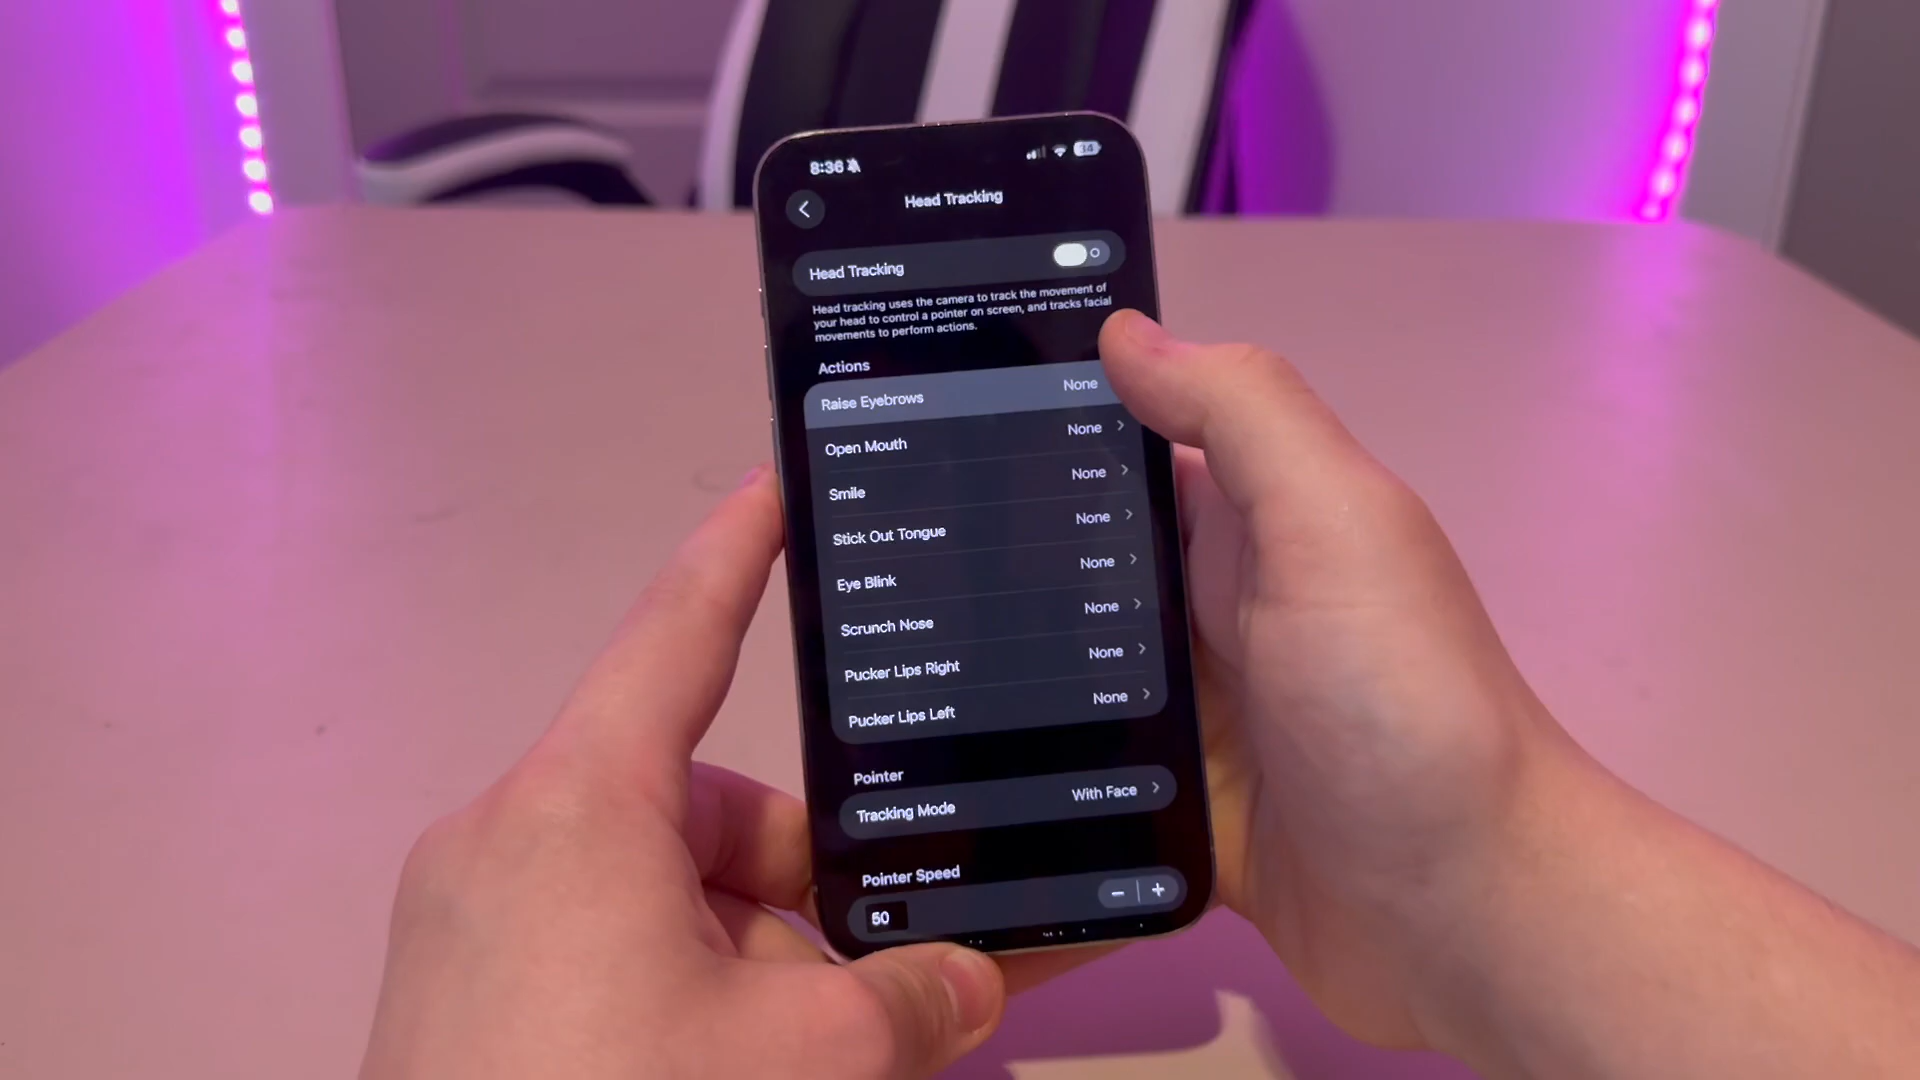 8:36
34
Head Tracking
Head Tracking
Head tracking uses the camera to track the movement of
your head to control a pointer on screen, and tracks facial
movements to perform actions.
Actions
Raise Eyebrows None
Open Mouth None
Smile None
Stick Out Tongue None
Eye Blink None
Scrunch Nose None
Pucker Lips Right None
Pucker Lips Left None
Pointer
Tracking Mode With Face
Pointer Speed
50 − +